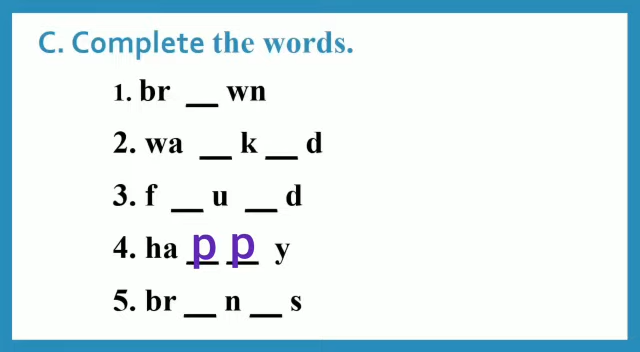 C. Complete the words.
1. br __ wn
2. wa __ k __ d
3. f __ u __ d
4. ha p p y
5. br __ n __ s